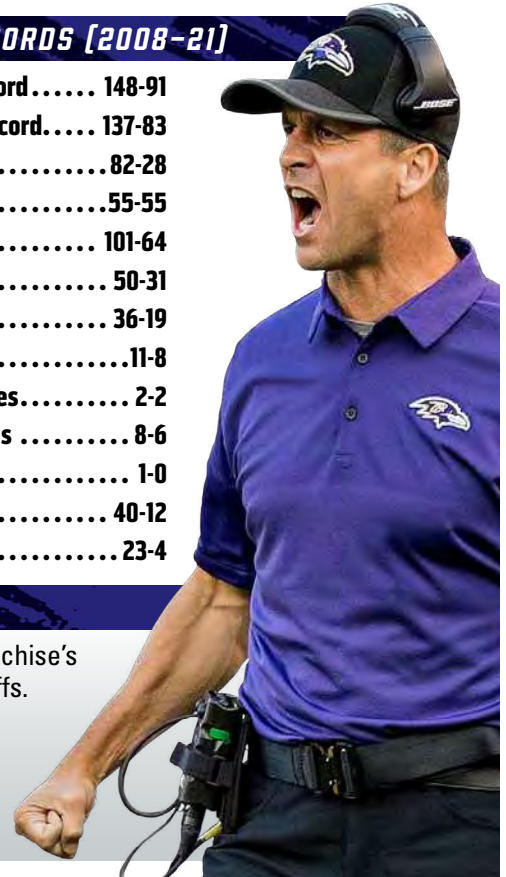 ORDS (2008–21]
ord...... 148-91
cord..... 137-83
..........82-28
...........55-55
.......... 101-64
.......... 50-31
.......... 36-19
............11-8
es.......... 2-2
s .......... 8-6
............ 1-0
.......... 40-12
........... 23-4
chise's
ffs.
BOSE